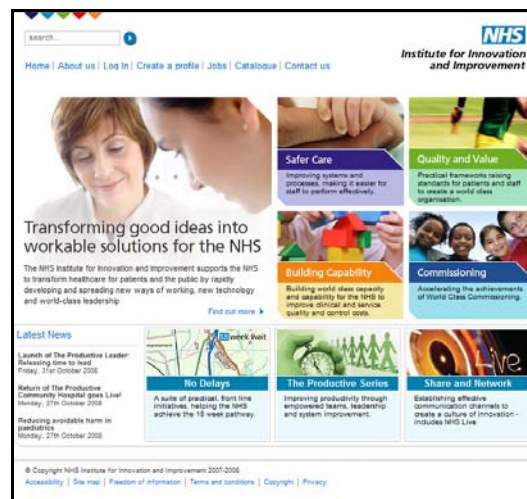 search...
NHS
Institute for Innovation
and Improvement
Home | About us | Log in | Create a profile | Jobs | Catalogue | Contact us
Transforming good ideas into
workable solutions for the NHS
The NHS Institute for Innovation and Improvement supports the NHS
to transform healthcare for patients and the public by rapidly
developing and spreading new ways of working, new technology
and world-class leadership
Find out more
Safer Care
Improving systems and
processes, making it easier for
staff to perform effectively.
Quality and Value
Practical frameworks raising
standards for patients and staff
to create a world class
organisation.
Building Capability
Building world class capacity
and capability for the NHS to
improve clinical and service
quality and control costs.
Commissioning
Accelerating the achievements
of World Class Commissioning.
Latest News
Launch of The Productive Leader:
Releasing time to lead
Friday, 31st October 2008
Return of The Productive
Community Hospital goes Live!
Monday, 27th October 2008
Reducing avoidable harm in
paediatrics
Monday, 27th October 2008
week wait
No Delays
A suite of practical, front line
initiatives, helping the NHS
achieve the 18 week pathway.
The Productive Series
Improving productivity through
empowered teams, leadership
and system improvement.
Live
Share and Network
Establishing effective
communication channels to
create a culture of innovation -
includes NHS Live
© Copyright NHS Institute for Innovation and Improvement 2007-2008
Accessibility | Site map | Freedom of information | Terms and conditions | Copyright | Privacy